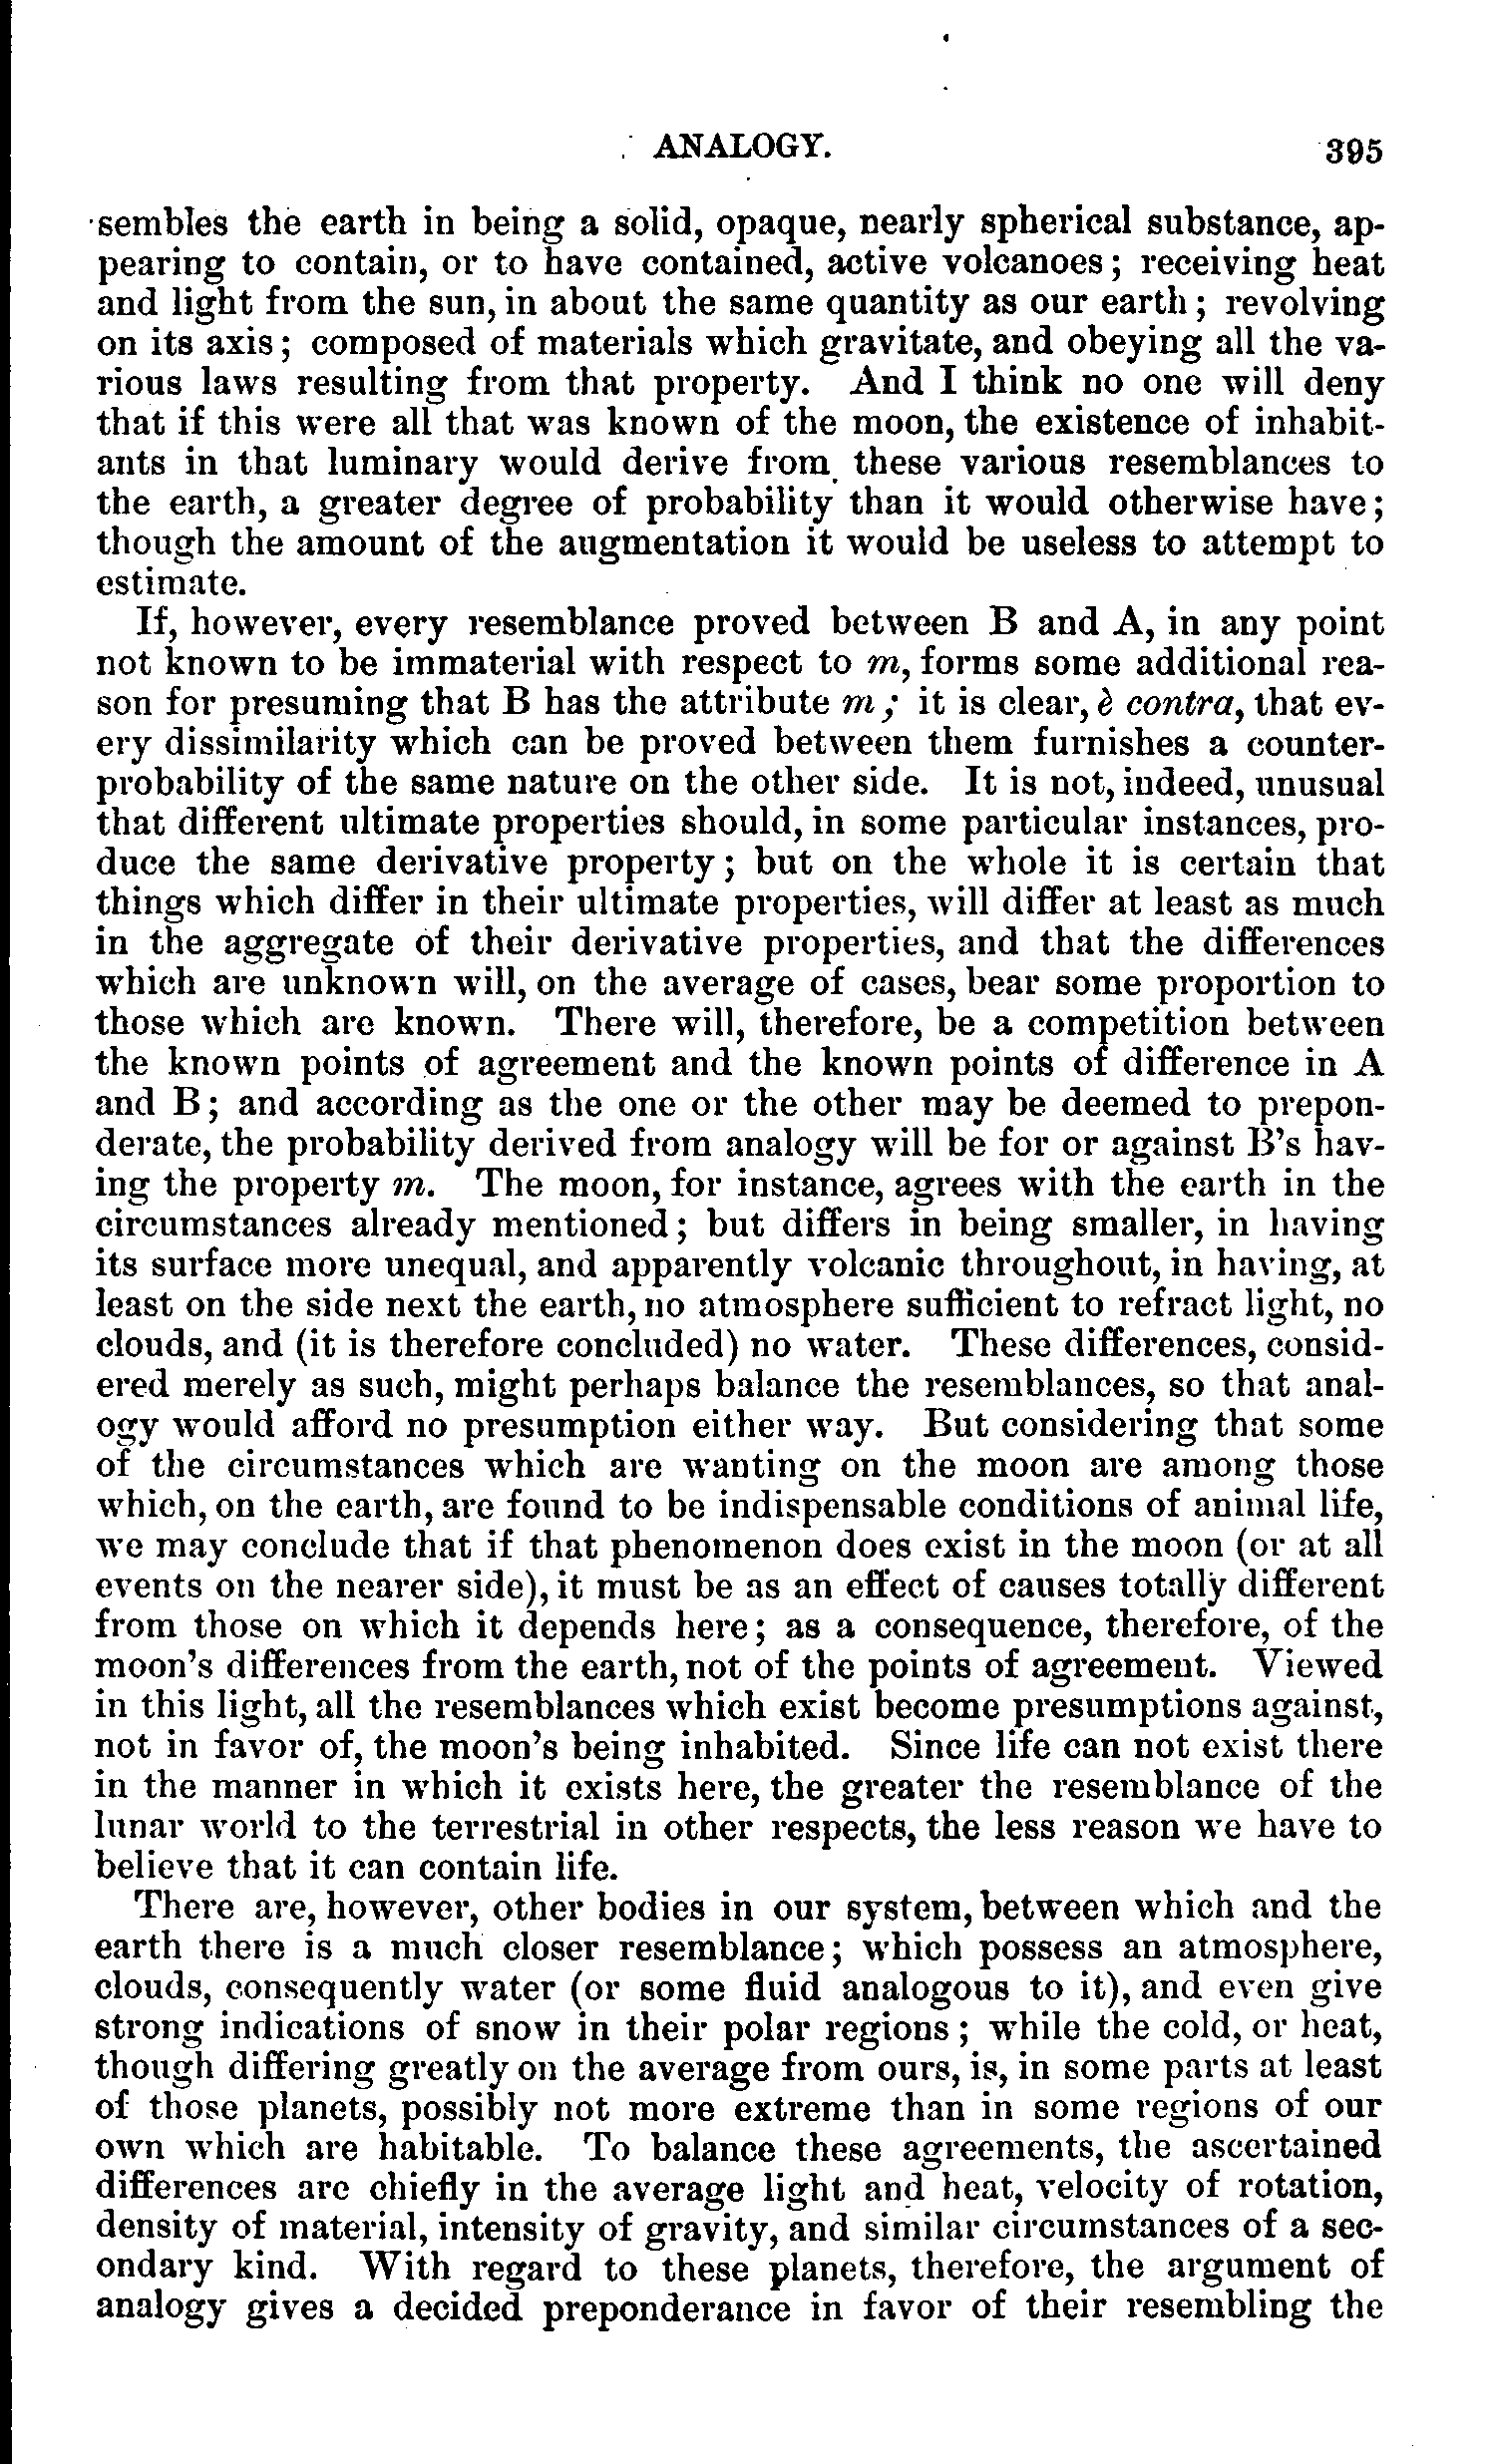 ANALOGY. 395
sembles the earth in being a solid, opaque, nearly spherical substance, ap-
pearing to contain, or to have contained, active volcanoes; receiving heat
and light from the sun, in about the same quantity as our earth; revolving
on its axis; composed of materials which gravitate, and obeying all the va-
rious laws resulting from that property. And I think no one will deny
that if this were all that was known of the moon, the existence of inhabit-
ants in that luminary would derive from these various resemblances to
the earth, a greater degree of probability than it would otherwise have;
though the amount of the augmentation it would be useless to attempt to
estimate.
If, however, every resemblance proved between B and A, in any point
not known to be immaterial with respect to m, forms some additional rea-
son for presuming that B has the attribute m; it is clear, è contra, that ev-
ery dissimilarity which can be proved between them furnishes a counter-
probability of the same nature on the other side. It is not, indeed, unusual
that different ultimate properties should, in some particular instances, pro-
duce the same derivative property; but on the whole it is certain that
things which differ in their ultimate properties, will differ at least as much
in the aggregate of their derivative properties, and that the differences
which are unknown will, on the average of cases, bear some proportion to
those which are known. There will, therefore, be a competition between
the known points of agreement and the known points of difference in A
and B; and according as the one or the other may be deemed to prepon-
derate, the probability derived from analogy will be for or against B's hav-
ing the property m. The moon, for instance, agrees with the earth in the
circumstances already mentioned; but differs in being smaller, in having
its surface more unequal, and apparently volcanic throughout, in having, at
least on the side next the earth, no atmosphere sufficient to refract light, no
clouds, and (it is therefore concluded) no water. These differences, consid-
ered merely as such, might perhaps balance the resemblances, so that anal-
ogy would afford no presumption either way. But considering that some
of the circumstances which are wanting on the moon are among those
which, on the earth, are found to be indispensable conditions of animal life,
we may conclude that if that phenomenon does exist in the moon (or at all
events on the nearer side), it must be as an effect of causes totally different
from those on which it depends here; as a consequence, therefore, of the
moon's differences from the earth, not of the points of agreement. Viewed
in this light, all the resemblances which exist become presumptions against,
not in favor of, the moon's being inhabited. Since life can not exist there
in the manner in which it exists here, the greater the resemblance of the
lunar world to the terrestrial in other respects, the less reason we have to
believe that it can contain life.
There are, however, other bodies in our system, between which and the
earth there is a much closer resemblance; which possess an atmosphere,
clouds, consequently water (or some fluid analogous to it), and even give
strong indications of snow in their polar regions; while the cold, or heat,
though differing greatly on the average from ours, is, in some parts at least
of those planets, possibly not more extreme than in some regions of our
own which are habitable. To balance these agreements, the ascertained
differences are chiefly in the average light and heat, velocity of rotation,
density of material, intensity of gravity, and similar circumstances of a sec-
ondary kind. With regard to these planets, therefore, the argument of
analogy gives a decided preponderance in favor of their resembling the